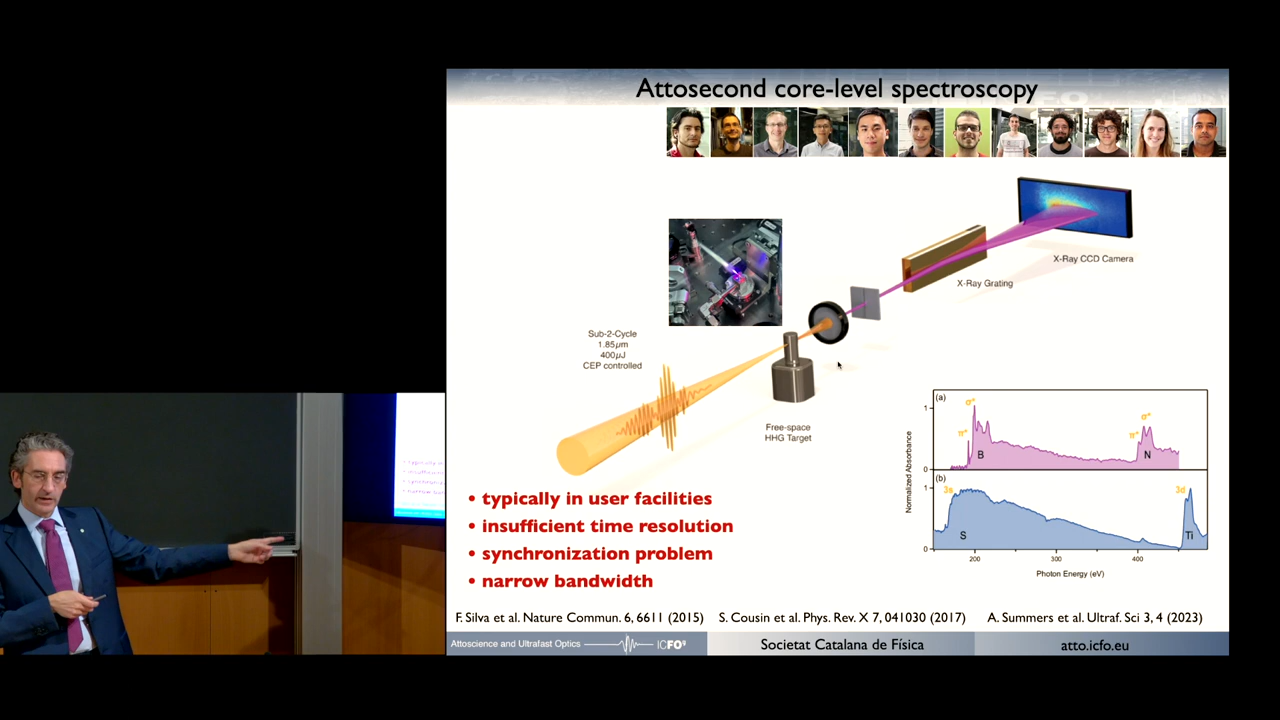 Attosecond core-level spectroscopy
X-Ray CCD Camera
X-Ray Grating
Sub-2-Cycle
1.85µm
400µJ
CEP controlled
Free-space
HHG Target
(a)
1
0
π*
σ*
B
π*
σ*
N
(b)
1
0
3s
S
3d
Ti
Normalized Absorbance
200
300
400
Photon Energy (eV)
• typically in user facilities
• insufficient time resolution
• synchronization problem
• narrow bandwidth
F. Silva et al. Nature Commun. 6, 6611 (2015)
S. Cousin et al. Phys. Rev. X 7, 041030 (2017)
A. Summers et al. Ultraf. Sci 3, 4 (2023)
Attoscience and Ultrafast Optics
ICFO
Societat Catalana de Física
atto.icfo.eu